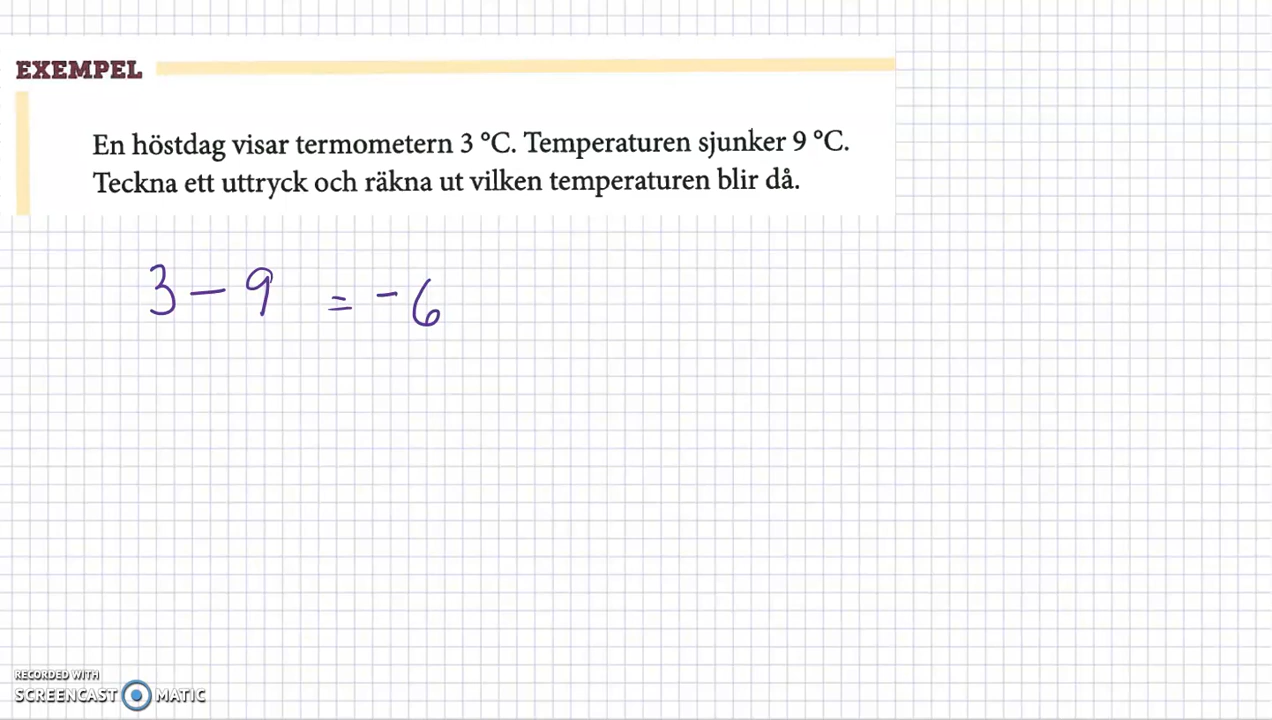 EXEMPEL
En höstdag visar termometern 3 °C. Temperaturen sjunker 9 °C.
Teckna ett uttryck och räkna ut vilken temperaturen blir då.
3 - 9 = -6
RECORDED WITH
SCREENCAST MATIC